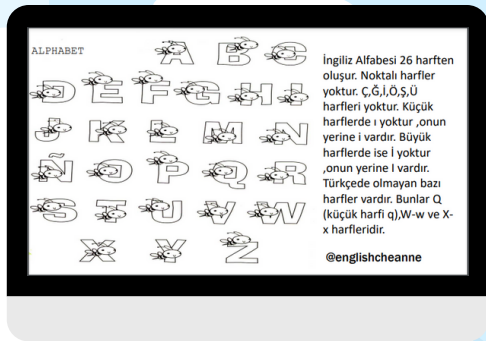 ALPHABET
A B C
D E F G H I
J K L M N
Ñ O P Q R
S T U V W
X Y Z
İngiliz Alfabesi 26 harften
oluşur. Noktalı harfler
yoktur. Ç,Ğ,İ,Ö,Ş,Ü
harfleri yoktur. Küçük
harflerde ı yoktur ,onun
yerine i vardır. Büyük
harflerde ise İ yoktur
,onun yerine I vardır.
Türkçede olmayan bazı
harfler vardır. Bunlar Q
(küçük harfi q),W-w ve X-
x harfleridir.
@englishcheanne